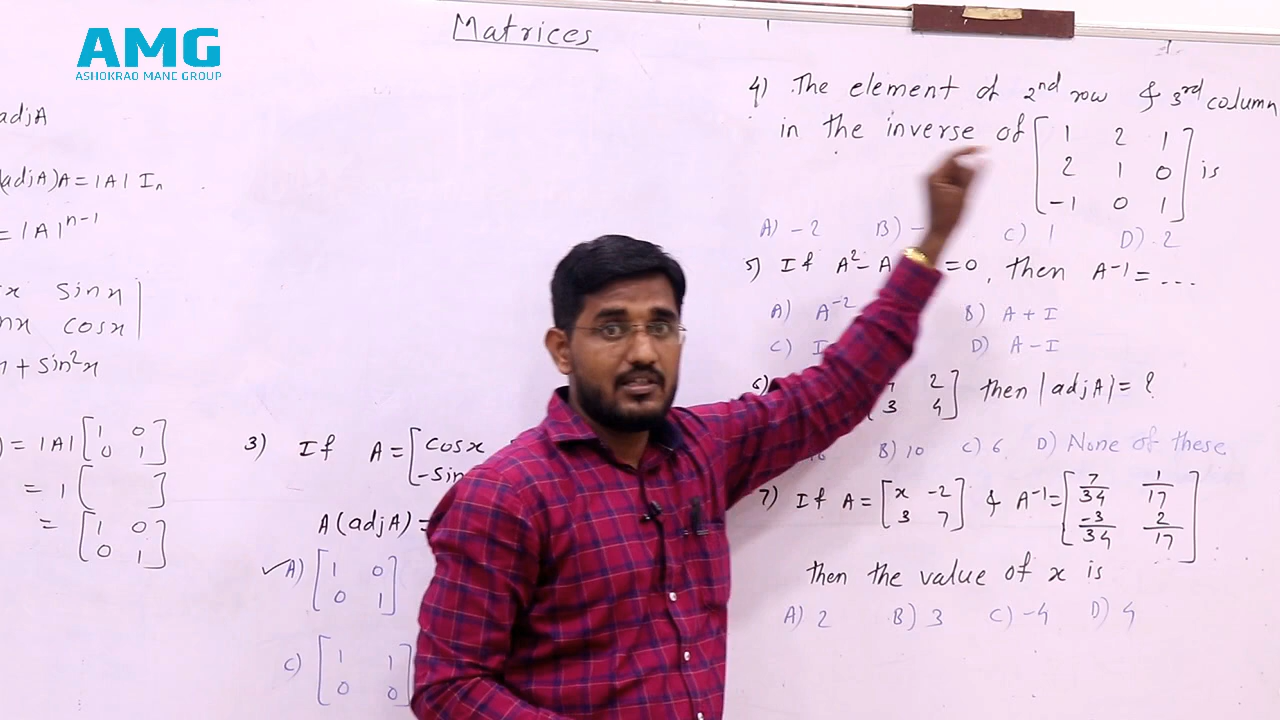 AMG
ASHOKRAO MANE GROUP
Matrices
adjA
(adjA)A = |A| In
= |A|^n-1
x sinx
nx cosx
+ sin²x
) = |A| [1 0
0 1]
= 1 [ ]
= [1 0
0 1]
3) If A = [cosx
-sin
A(adjA) =
✓A) [1 0
0 1]
C) [1 1
0 0]
4) The element of 2nd row & 3rd column
in the inverse of [1 2 1
2 1 0
-1 0 1] is
A) -2 B) - C) 1 D) 2
5) If A² - A =0, then A⁻¹ = ...
A) A⁻² B) A + I
C) I D) A - I
6) 2
3 4] then |adjA| = ?
B) 10 C) 6 D) None of these
7) If A = [x -2
3 7] & A⁻¹ = [7/34 1/17
-3/34 2/17]
then the value of x is
A) 2 B) 3 C) -4 D) 4